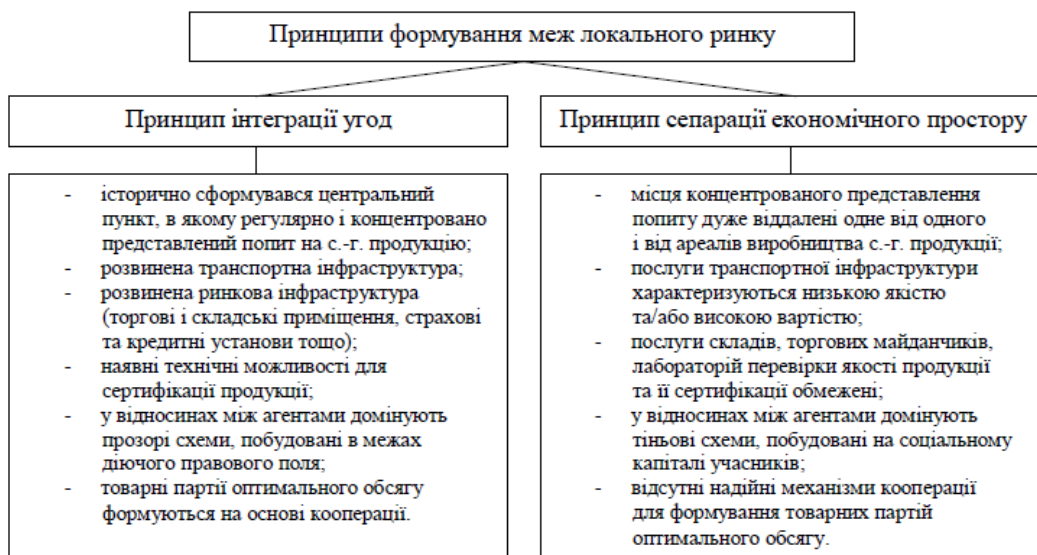 Принципи формування меж локального ринку
Принцип інтеграції угод
- історично сформувався центральний
пункт, в якому регулярно і концентровано
представлений попит на с.-г. продукцію;
- розвинена транспортна інфраструктура;
- розвинена ринкова інфраструктура
(торгові і складські приміщення, страхові
та кредитні установи тощо);
- наявні технічні можливості для
сертифікації продукції;
- у відносинах між агентами домінують
прозорі схеми, побудовані в межах
діючого правового поля;
- товарні партії оптимального обсягу
формуються на основі кооперації.
Принцип сепарації економічного простору
- місця концентрованого представлення
попиту дуже віддалені одне від одного
і від ареалів виробництва с.-г. продукції;
- послуги транспортної інфраструктури
характеризуються низькою якістю
та/або високою вартістю;
- послуги складів, торгових майданчиків,
лабораторій перевірки якості продукції
та її сертифікації обмежені;
- у відносинах між агентами домінують
тіньові схеми, побудовані на соціальному
капіталі учасників;
- відсутні надійні механізми кооперації
для формування товарних партій
оптимального обсягу.